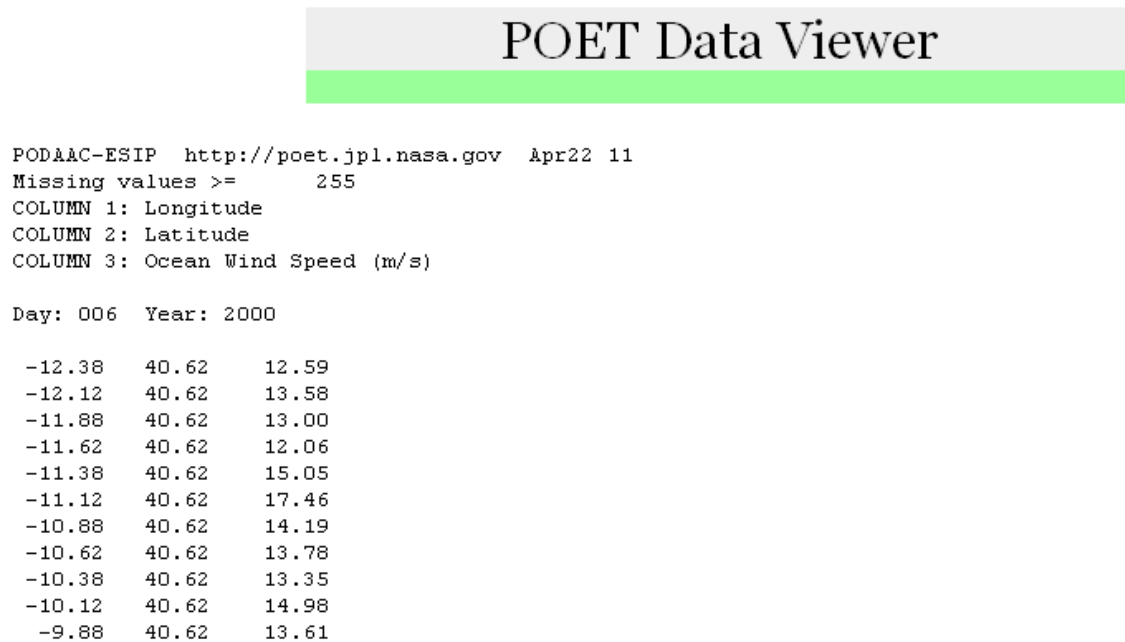 POET Data Viewer
PODAAC-ESIP  http://poet.jpl.nasa.gov  Apr22 11
Missing values >=      255
COLUMN 1: Longitude
COLUMN 2: Latitude
COLUMN 3: Ocean Wind Speed (m/s)
Day: 006  Year: 2000
-12.38   40.62    12.59
-12.12   40.62    13.58
-11.88   40.62    13.00
-11.62   40.62    12.06
-11.38   40.62    15.05
-11.12   40.62    17.46
-10.88   40.62    14.19
-10.62   40.62    13.78
-10.38   40.62    13.35
-10.12   40.62    14.98
-9.88   40.62    13.61